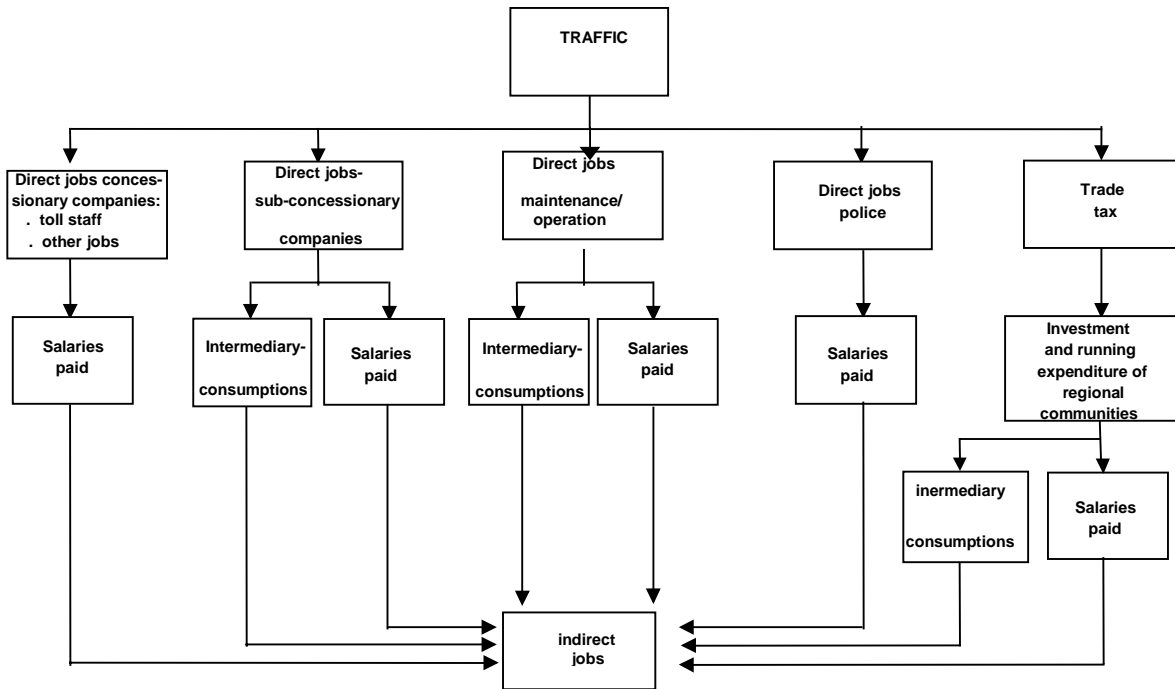 TRAFFIC
Direct jobs conces-
sionary companies:
. toll staff
. other jobs
Direct jobs-
sub-concessionary
companies
Direct jobs
maintenance/
operation
Direct jobs
police
Trade
tax
Salaries
paid
Intermediary-
consumptions
Salaries
paid
Intermediary-
consumptions
Salaries
paid
Salaries
paid
Investment
and running
expenditure of
regional
communities
inermediary
consumptions
Salaries
paid
indirect
jobs